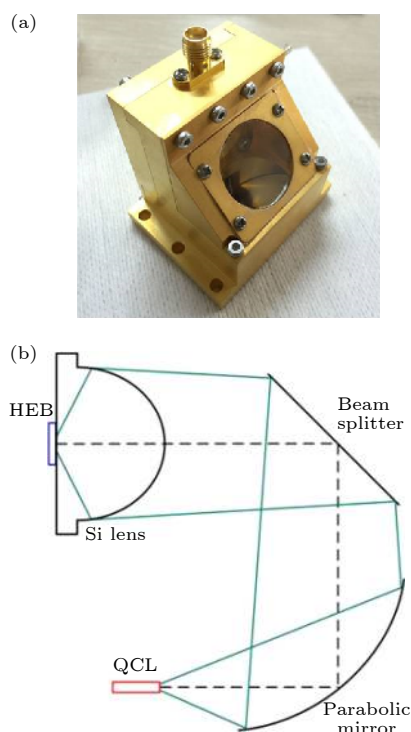 (a)
(b)
HEB
Beam
splitter
Si lens
QCL
Parabolic
mirror